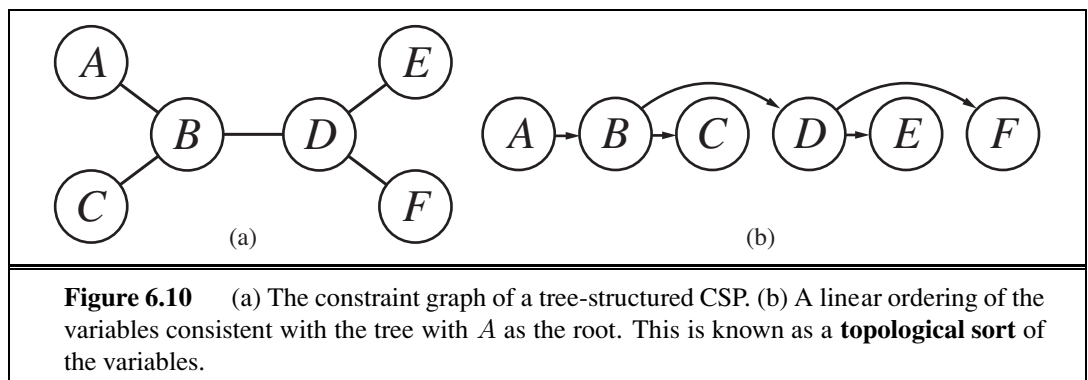 A
E
B
D
A B C D E F
C
F
(a)
(b)
Figure 6.10 (a) The constraint graph of a tree-structured CSP. (b) A linear ordering of the
variables consistent with the tree with A as the root. This is known as a topological sort of
the variables.